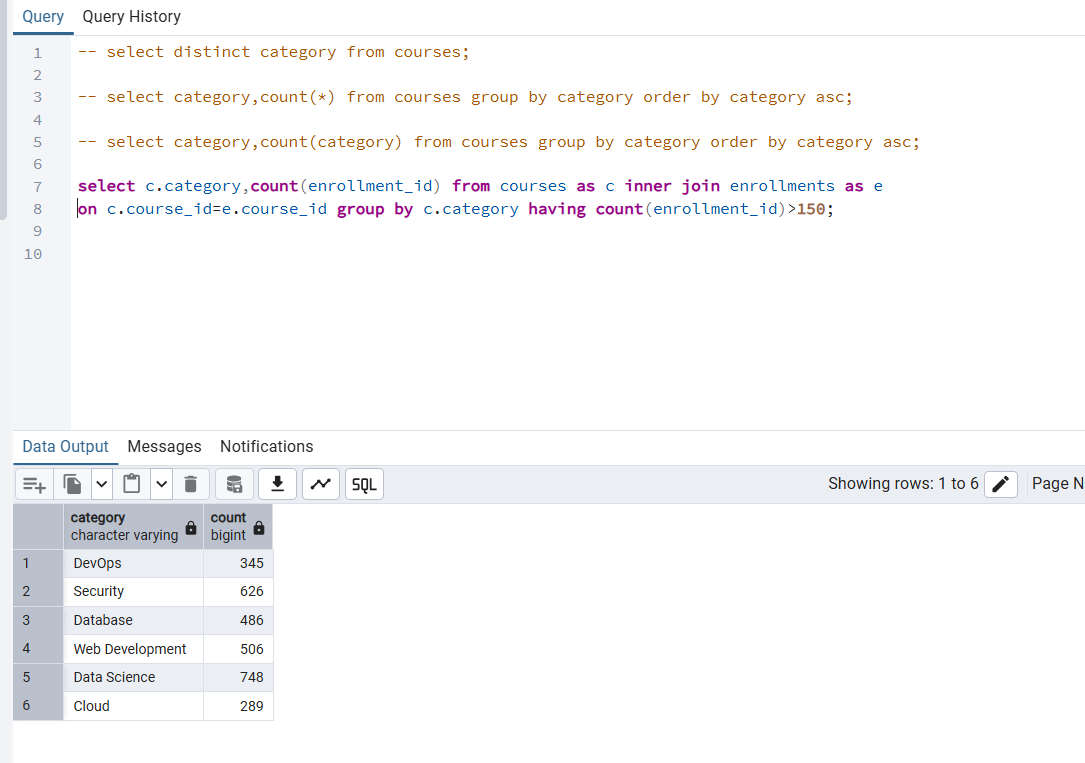 Query Query History
1 -- select distinct category from courses;
2
3 -- select category,count(*) from courses group by category order by category asc;
4
5 -- select category,count(category) from courses group by category order by category asc;
6
7 select c.category,count(enrollment_id) from courses as c inner join enrollments as e
8 on c.course_id=e.course_id group by c.category having count(enrollment_id)>150;
9
10
Data Output Messages Notifications
SQL Showing rows: 1 to 6 Page N
category count
character varying bigint
1 DevOps 345
2 Security 626
3 Database 486
4 Web Development 506
5 Data Science 748
6 Cloud 289